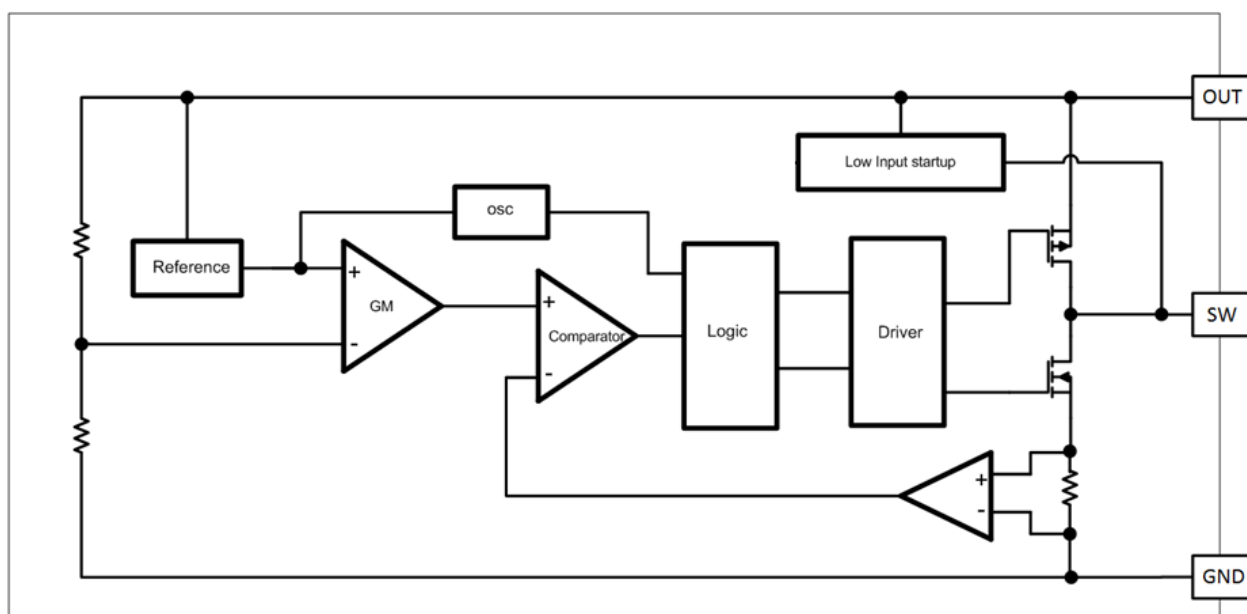 OUT
Low Input startup
osc
Reference
+
GM
-
+
Comparator
-
Logic
Driver
SW
+
-
GND